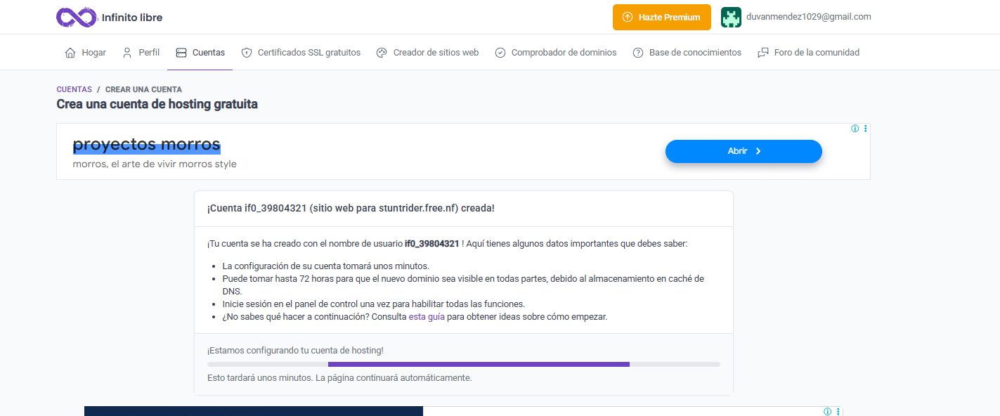 Infinito libre
Hazte Premium
duvanmendez1029@gmail.com
Hogar
Perfil
Cuentas
Certificados SSL gratuitos
Creador de sitios web
Comprobador de dominios
Base de conocimientos
Foro de la comunidad
CUENTAS / CREAR UNA CUENTA
Crea una cuenta de hosting gratuita
proyectos morros
morros, el arte de vivir morros style
Abrir
¡Cuenta if0_39804321 (sitio web para stuntrider.free.nf) creada!
¡Tu cuenta se ha creado con el nombre de usuario if0_39804321 ! Aquí tienes algunos datos importantes que debes saber:
• La configuración de su cuenta tomará unos minutos.
• Puede tomar hasta 72 horas para que el nuevo dominio sea visible en todas partes, debido al almacenamiento en caché de
DNS.
• Inicie sesión en el panel de control una vez para habilitar todas las funciones.
• ¿No sabes qué hacer a continuación? Consulta esta guía para obtener ideas sobre cómo empezar.
¡Estamos configurando tu cuenta de hosting!
Esto tardará unos minutos. La página continuará automáticamente.